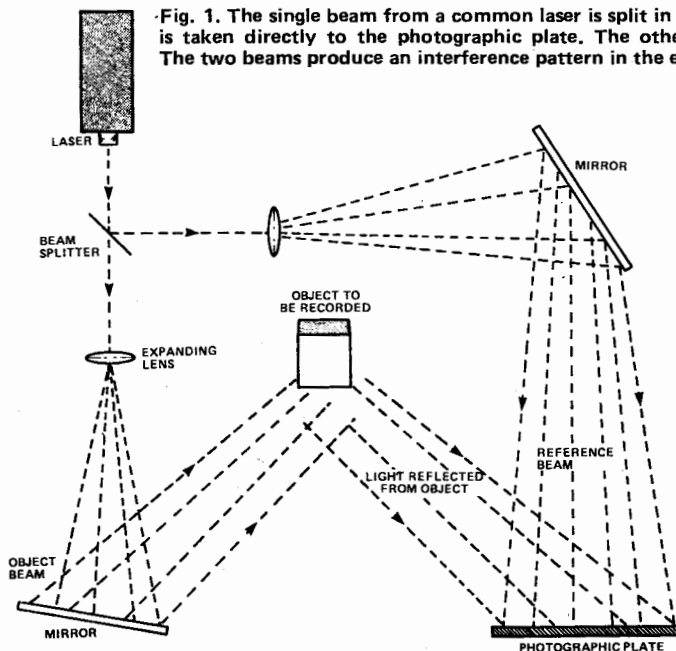 Fig. 1. The single beam from a common laser is split in
is taken directly to the photographic plate. The othe
The two beams produce an interference pattern in the e
LASER
MIRROR
BEAM
SPLITTER
OBJECT TO
BE RECORDED
EXPANDING
LENS
REFERENCE
BEAM
LIGHT REFLECTED
FROM OBJECT
OBJECT
BEAM
MIRROR
PHOTOGRAPHIC PLATE